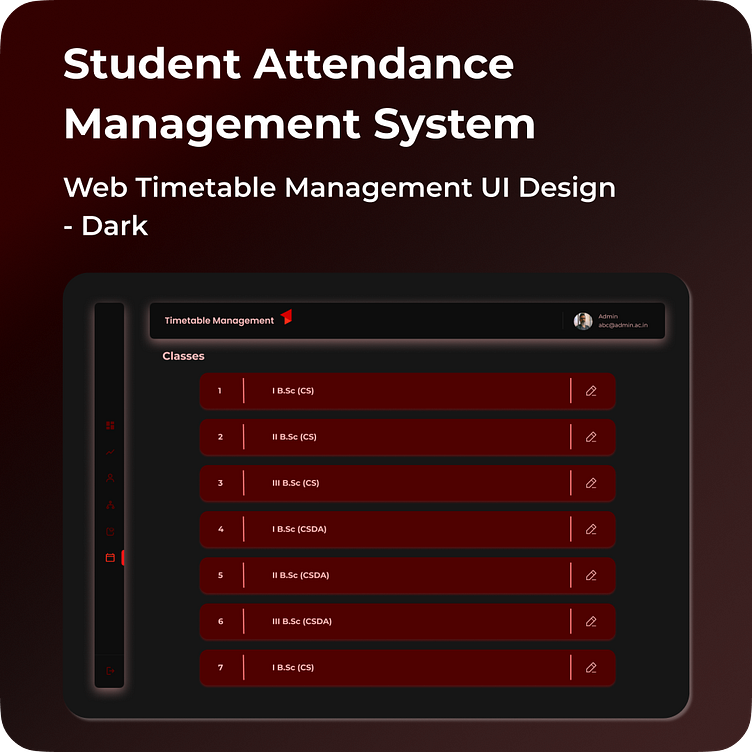 Student Attendance
Management System
Web Timetable Management UI Design
- Dark
Timetable Management
Admin
abc@admin.ac.in
Classes
1 I B.Sc (CS)
2 II B.Sc (CS)
3 III B.Sc (CS)
4 I B.Sc (CSDA)
5 II B.Sc (CSDA)
6 III B.Sc (CSDA)
7 I B.Sc (CS)